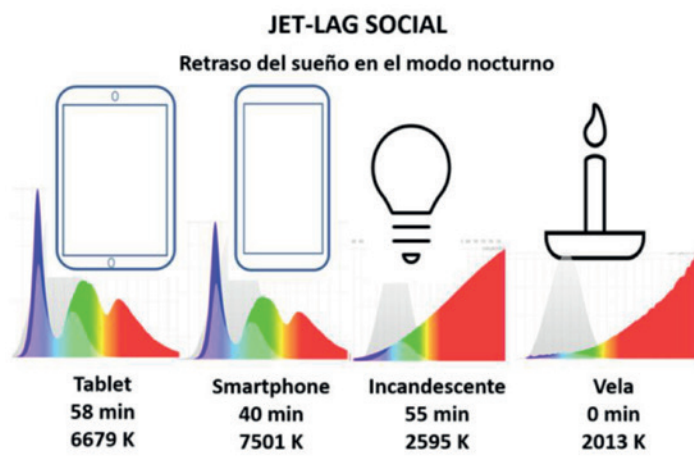 JET-LAG SOCIAL
Retraso del sueño en el modo nocturno
Tablet
58 min
6679 K
Smartphone
40 min
7501 K
Incandescente
55 min
2595 K
Vela
0 min
2013 K